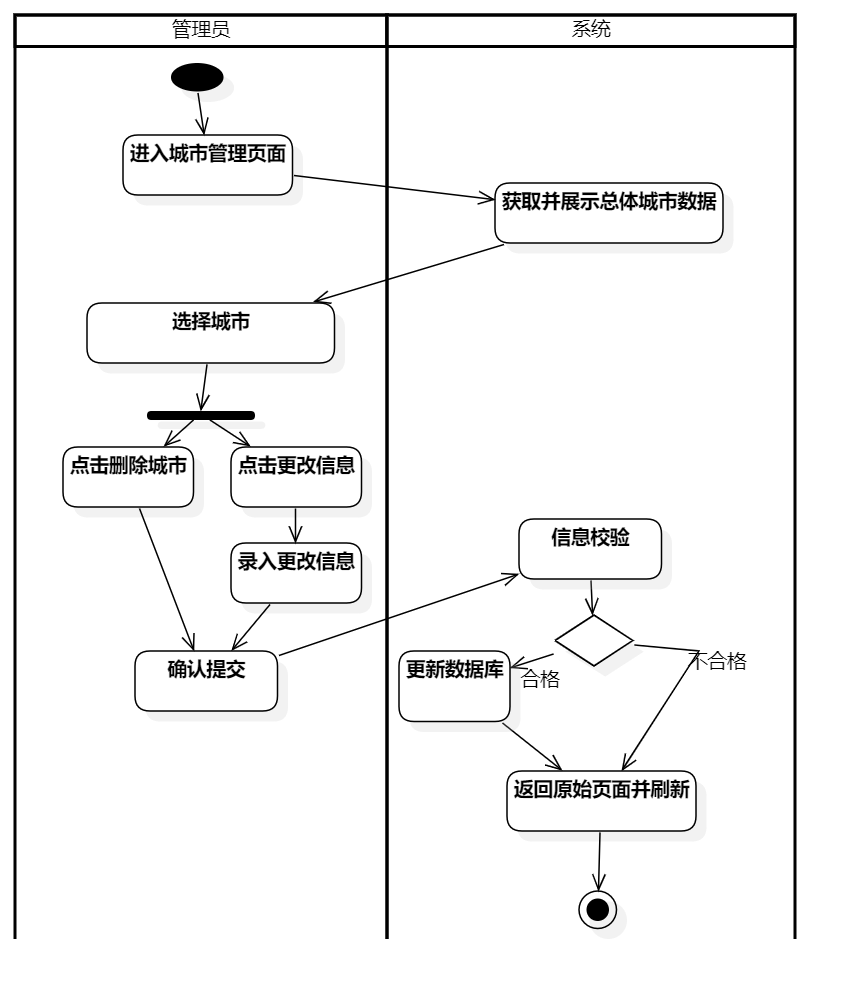 管理员
系统
进入城市管理页面
获取并展示总体城市数据
选择城市
点击删除城市
点击更改信息
信息校验
录入更改信息
确认提交
更新数据库
合格
不合格
返回原始页面并刷新